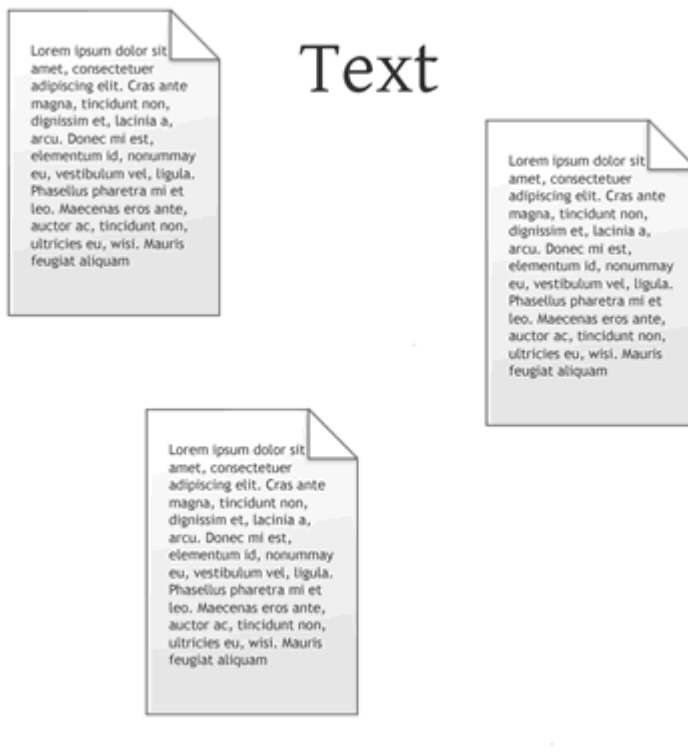 Lorem ipsum dolor sit
amet, consectetuer
adipiscing elit. Cras ante
magna, tincidunt non,
dignissim et, lacinia a,
arcu. Donec mi est,
elementum id, nonummay
eu, vestibulum vel, ligula.
Phasellus pharetra mi et
leo. Maecenas eros ante,
auctor ac, tincidunt non,
ultricies eu, wisi. Mauris
feugiat aliquam
Text
Lorem ipsum dolor sit
amet, consectetuer
adipiscing elit. Cras ante
magna, tincidunt non,
dignissim et, lacinia a,
arcu. Donec mi est,
elementum id, nonummay
eu, vestibulum vel, ligula.
Phasellus pharetra mi et
leo. Maecenas eros ante,
auctor ac, tincidunt non,
ultricies eu, wisi. Mauris
feugiat aliquam
Lorem ipsum dolor sit
amet, consectetuer
adipiscing elit. Cras ante
magna, tincidunt non,
dignissim et, lacinia a,
arcu. Donec mi est,
elementum id, nonummay
eu, vestibulum vel, ligula.
Phasellus pharetra mi et
leo. Maecenas eros ante,
auctor ac, tincidunt non,
ultricies eu, wisi. Mauris
feugiat aliquam